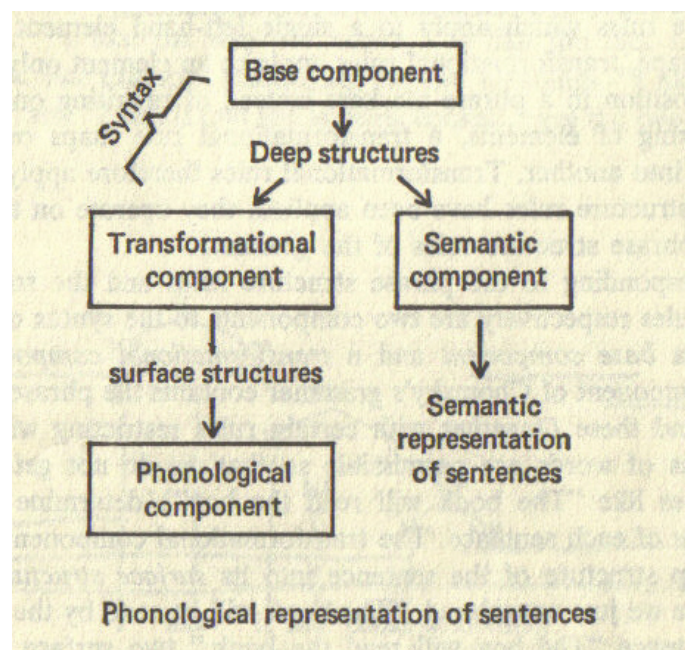 Syntax
Base component
Deep structures
Transformational
component
Semantic
component
surface structures
Semantic
representation
of sentences
Phonological
component
Phonological representation of sentences